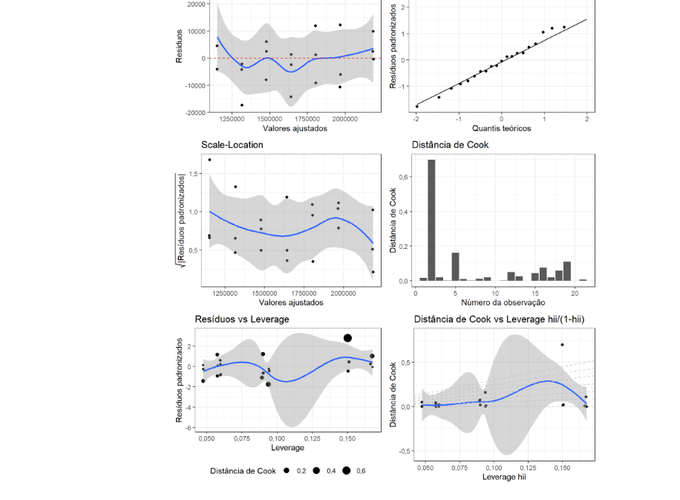 Resíduos
20000
10000
0
-10000
-20000
1250000 1500000 1750000 2000000
Valores ajustados
Resíduos padronizados
2
1
0
-1
-2 -1 0 1 2
Quantis teóricos
Scale-Location
√|Resíduos padronizados|
1,5
1,0
0,5
1250000 1500000 1750000 2000000
Valores ajustados
Distância de Cook
Distância de Cook
0,6
0,4
0,2
0,0
0 5 10 15 20
Número da observação
Resíduos vs Leverage
Resíduos padronizados
2
0
-2
-4
-6
0,050 0,075 0,100 0,125 0,150
Leverage
Distância de Cook 0,2 0,4 0,6
Distância de Cook vs Leverage hii/(1-hii)
Distância de Cook
0,5
0,0
-0,5
0,050 0,075 0,100 0,125 0,150
Leverage hii